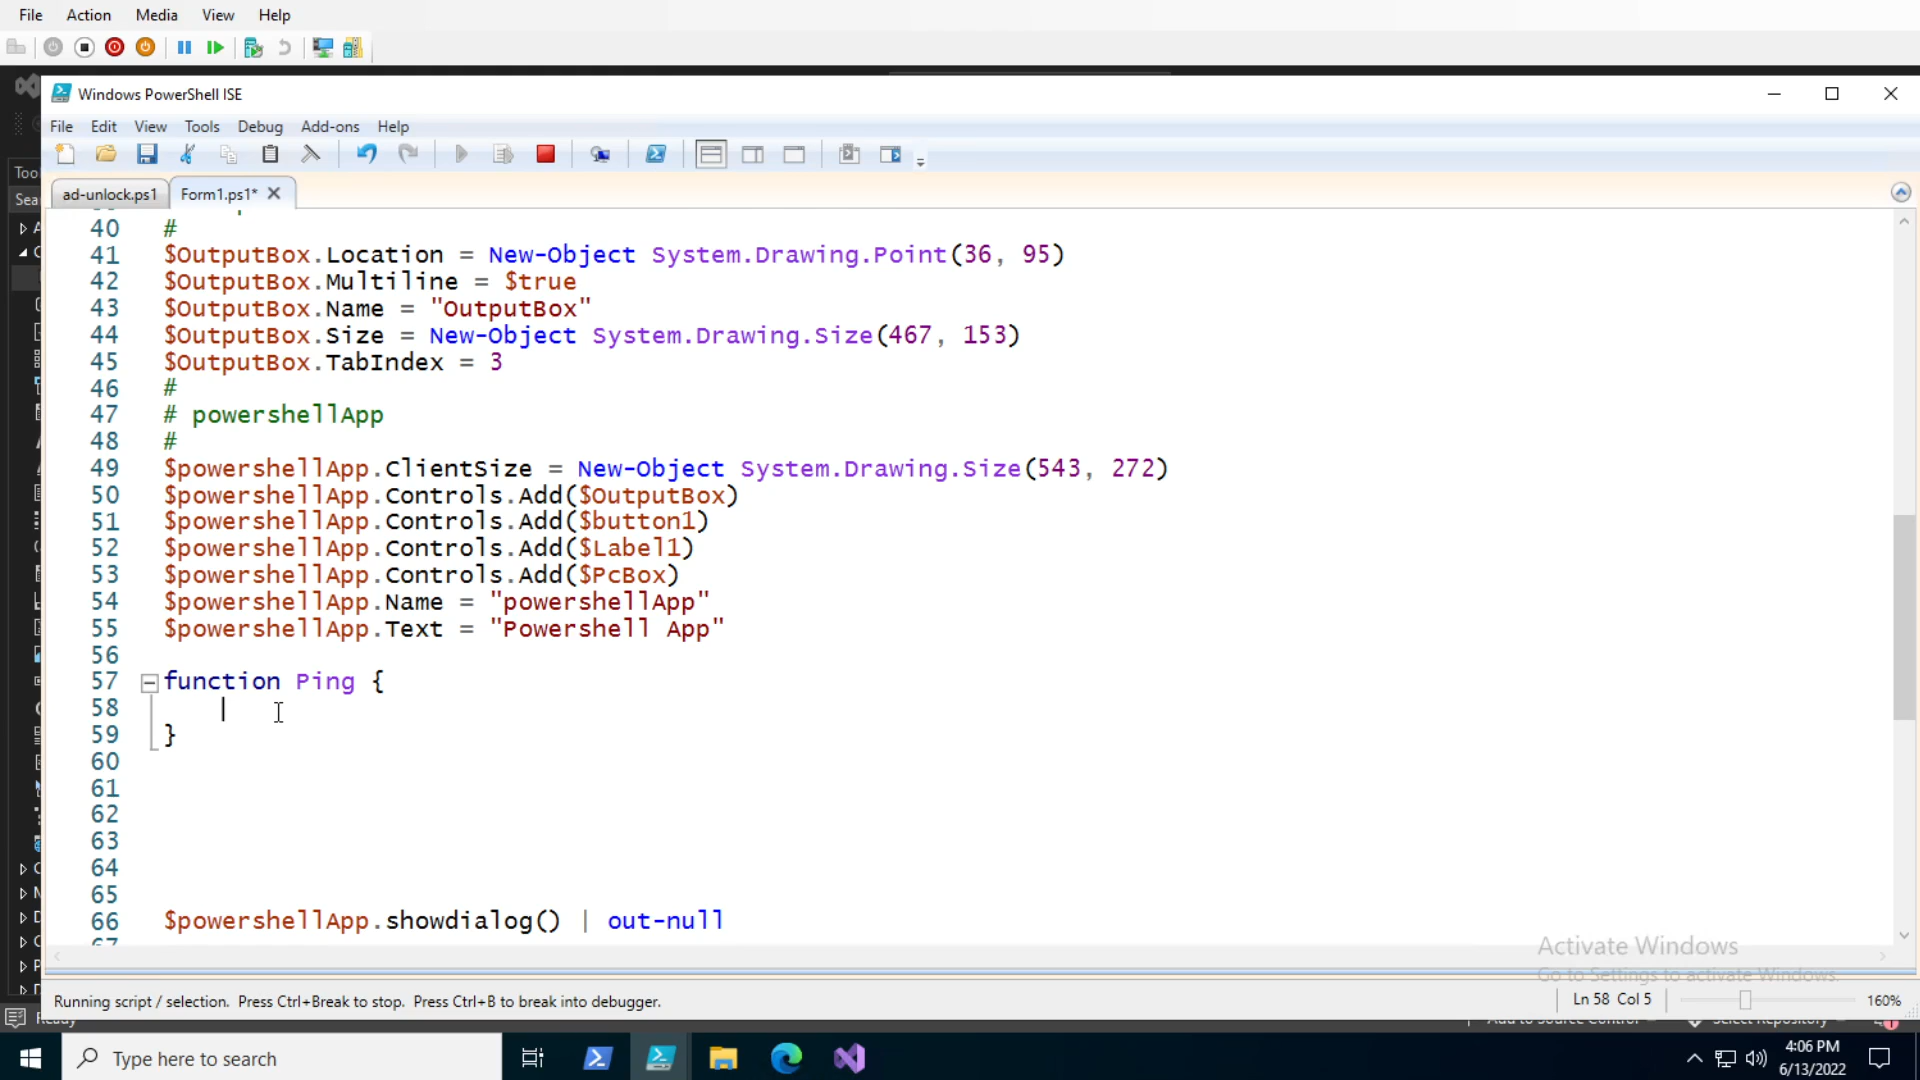 File Action Media View Help
Windows PowerShell ISE
File Edit View Tools Debug Add-ons Help
ad-unlock.ps1 Form1.ps1*
40 #
41 $OutputBox.Location = New-Object System.Drawing.Point(36, 95)
42 $OutputBox.Multiline = $true
43 $OutputBox.Name = "OutputBox"
44 $OutputBox.Size = New-Object System.Drawing.Size(467, 153)
45 $OutputBox.TabIndex = 3
46 #
47 # powershellApp
48 #
49 $powershellApp.ClientSize = New-Object System.Drawing.Size(543, 272)
50 $powershellApp.Controls.Add($OutputBox)
51 $powershellApp.Controls.Add($button1)
52 $powershellApp.Controls.Add($Label1)
53 $powershellApp.Controls.Add($PcBox)
54 $powershellApp.Name = "powershellApp"
55 $powershellApp.Text = "Powershell App"
56
57 function Ping {
58
59 }
60
61
62
63
64
65
66 $powershellApp.showdialog() | out-null
Activate Windows
Go to Settings to activate Windows.
Running script / selection. Press Ctrl+Break to stop. Press Ctrl+B to break into debugger.
Ln 58 Col 5
160%
Type here to search
4:06 PM
6/13/2022